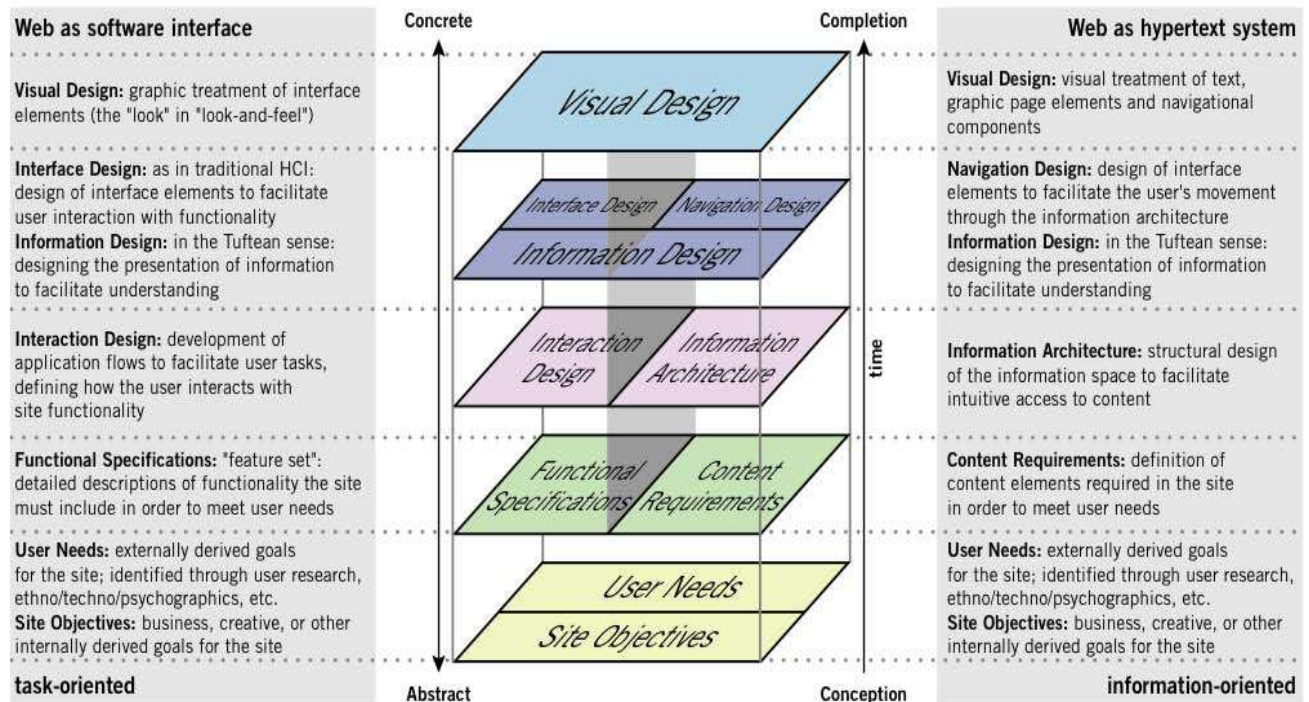 Web as software interface
Visual Design: graphic treatment of interface
elements (the "look" in "look-and-feel")
Interface Design: as in traditional HCI:
design of interface elements to facilitate
user interaction with functionality
Information Design: in the Tuftean sense:
designing the presentation of information
to facilitate understanding
Interaction Design: development of
application flows to facilitate user tasks,
defining how the user interacts with
site functionality
Functional Specifications: "feature set":
detailed descriptions of functionality the site
must include in order to meet user needs
User Needs: externally derived goals
for the site; identified through user research,
ethno/techno/psychographics, etc.
Site Objectives: business, creative, or other
internally derived goals for the site
task-oriented
Concrete
Completion
Visual Design
Interface Design
Navigation Design
Information Design
Interaction
Design
Information
Architecture
Functional
Specifications
Content
Requirements
User Needs
Site Objectives
time
Abstract
Conception
Web as hypertext system
Visual Design: visual treatment of text,
graphic page elements and navigational
components
Navigation Design: design of interface
elements to facilitate the user's movement
through the information architecture
Information Design: in the Tuftean sense:
designing the presentation of information
to facilitate understanding
Information Architecture: structural design
of the information space to facilitate
intuitive access to content
Content Requirements: definition of
content elements required in the site
in order to meet user needs
User Needs: externally derived goals
for the site; identified through user research,
ethno/techno/psychographics, etc.
Site Objectives: business, creative, or other
internally derived goals for the site
information-oriented